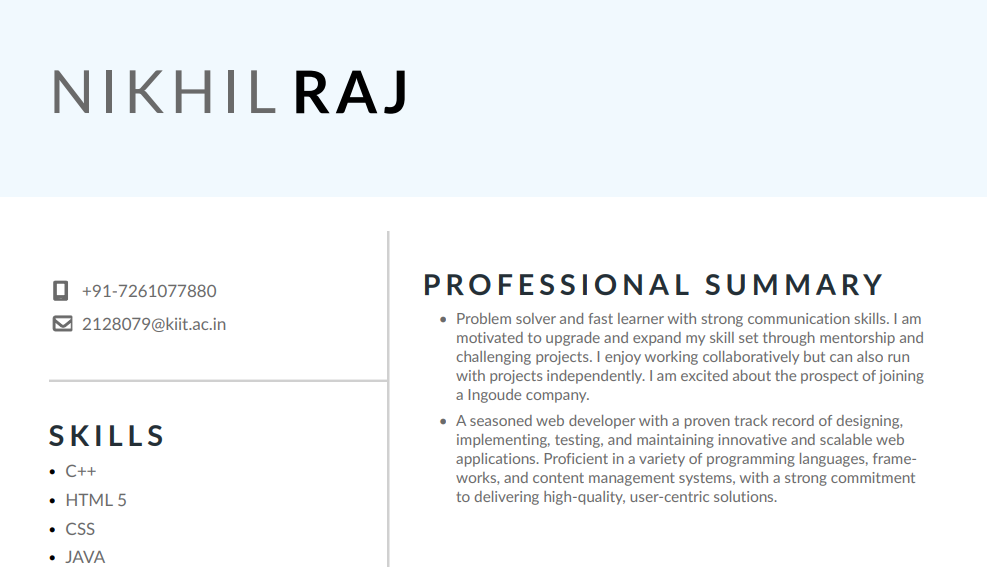 NIKHIL RAJ
+91-7261077880
2128079@kiit.ac.in
SKILLS
• C++
• HTML 5
• CSS
• JAVA
PROFESSIONAL SUMMARY
• Problem solver and fast learner with strong communication skills. I am
motivated to upgrade and expand my skill set through mentorship and
challenging projects. I enjoy working collaboratively but can also run
with projects independently. I am excited about the prospect of joining
a Ingoude company.
• A seasoned web developer with a proven track record of designing,
implementing, testing, and maintaining innovative and scalable web
applications. Proficient in a variety of programming languages, frame-
works, and content management systems, with a strong commitment
to delivering high-quality, user-centric solutions.